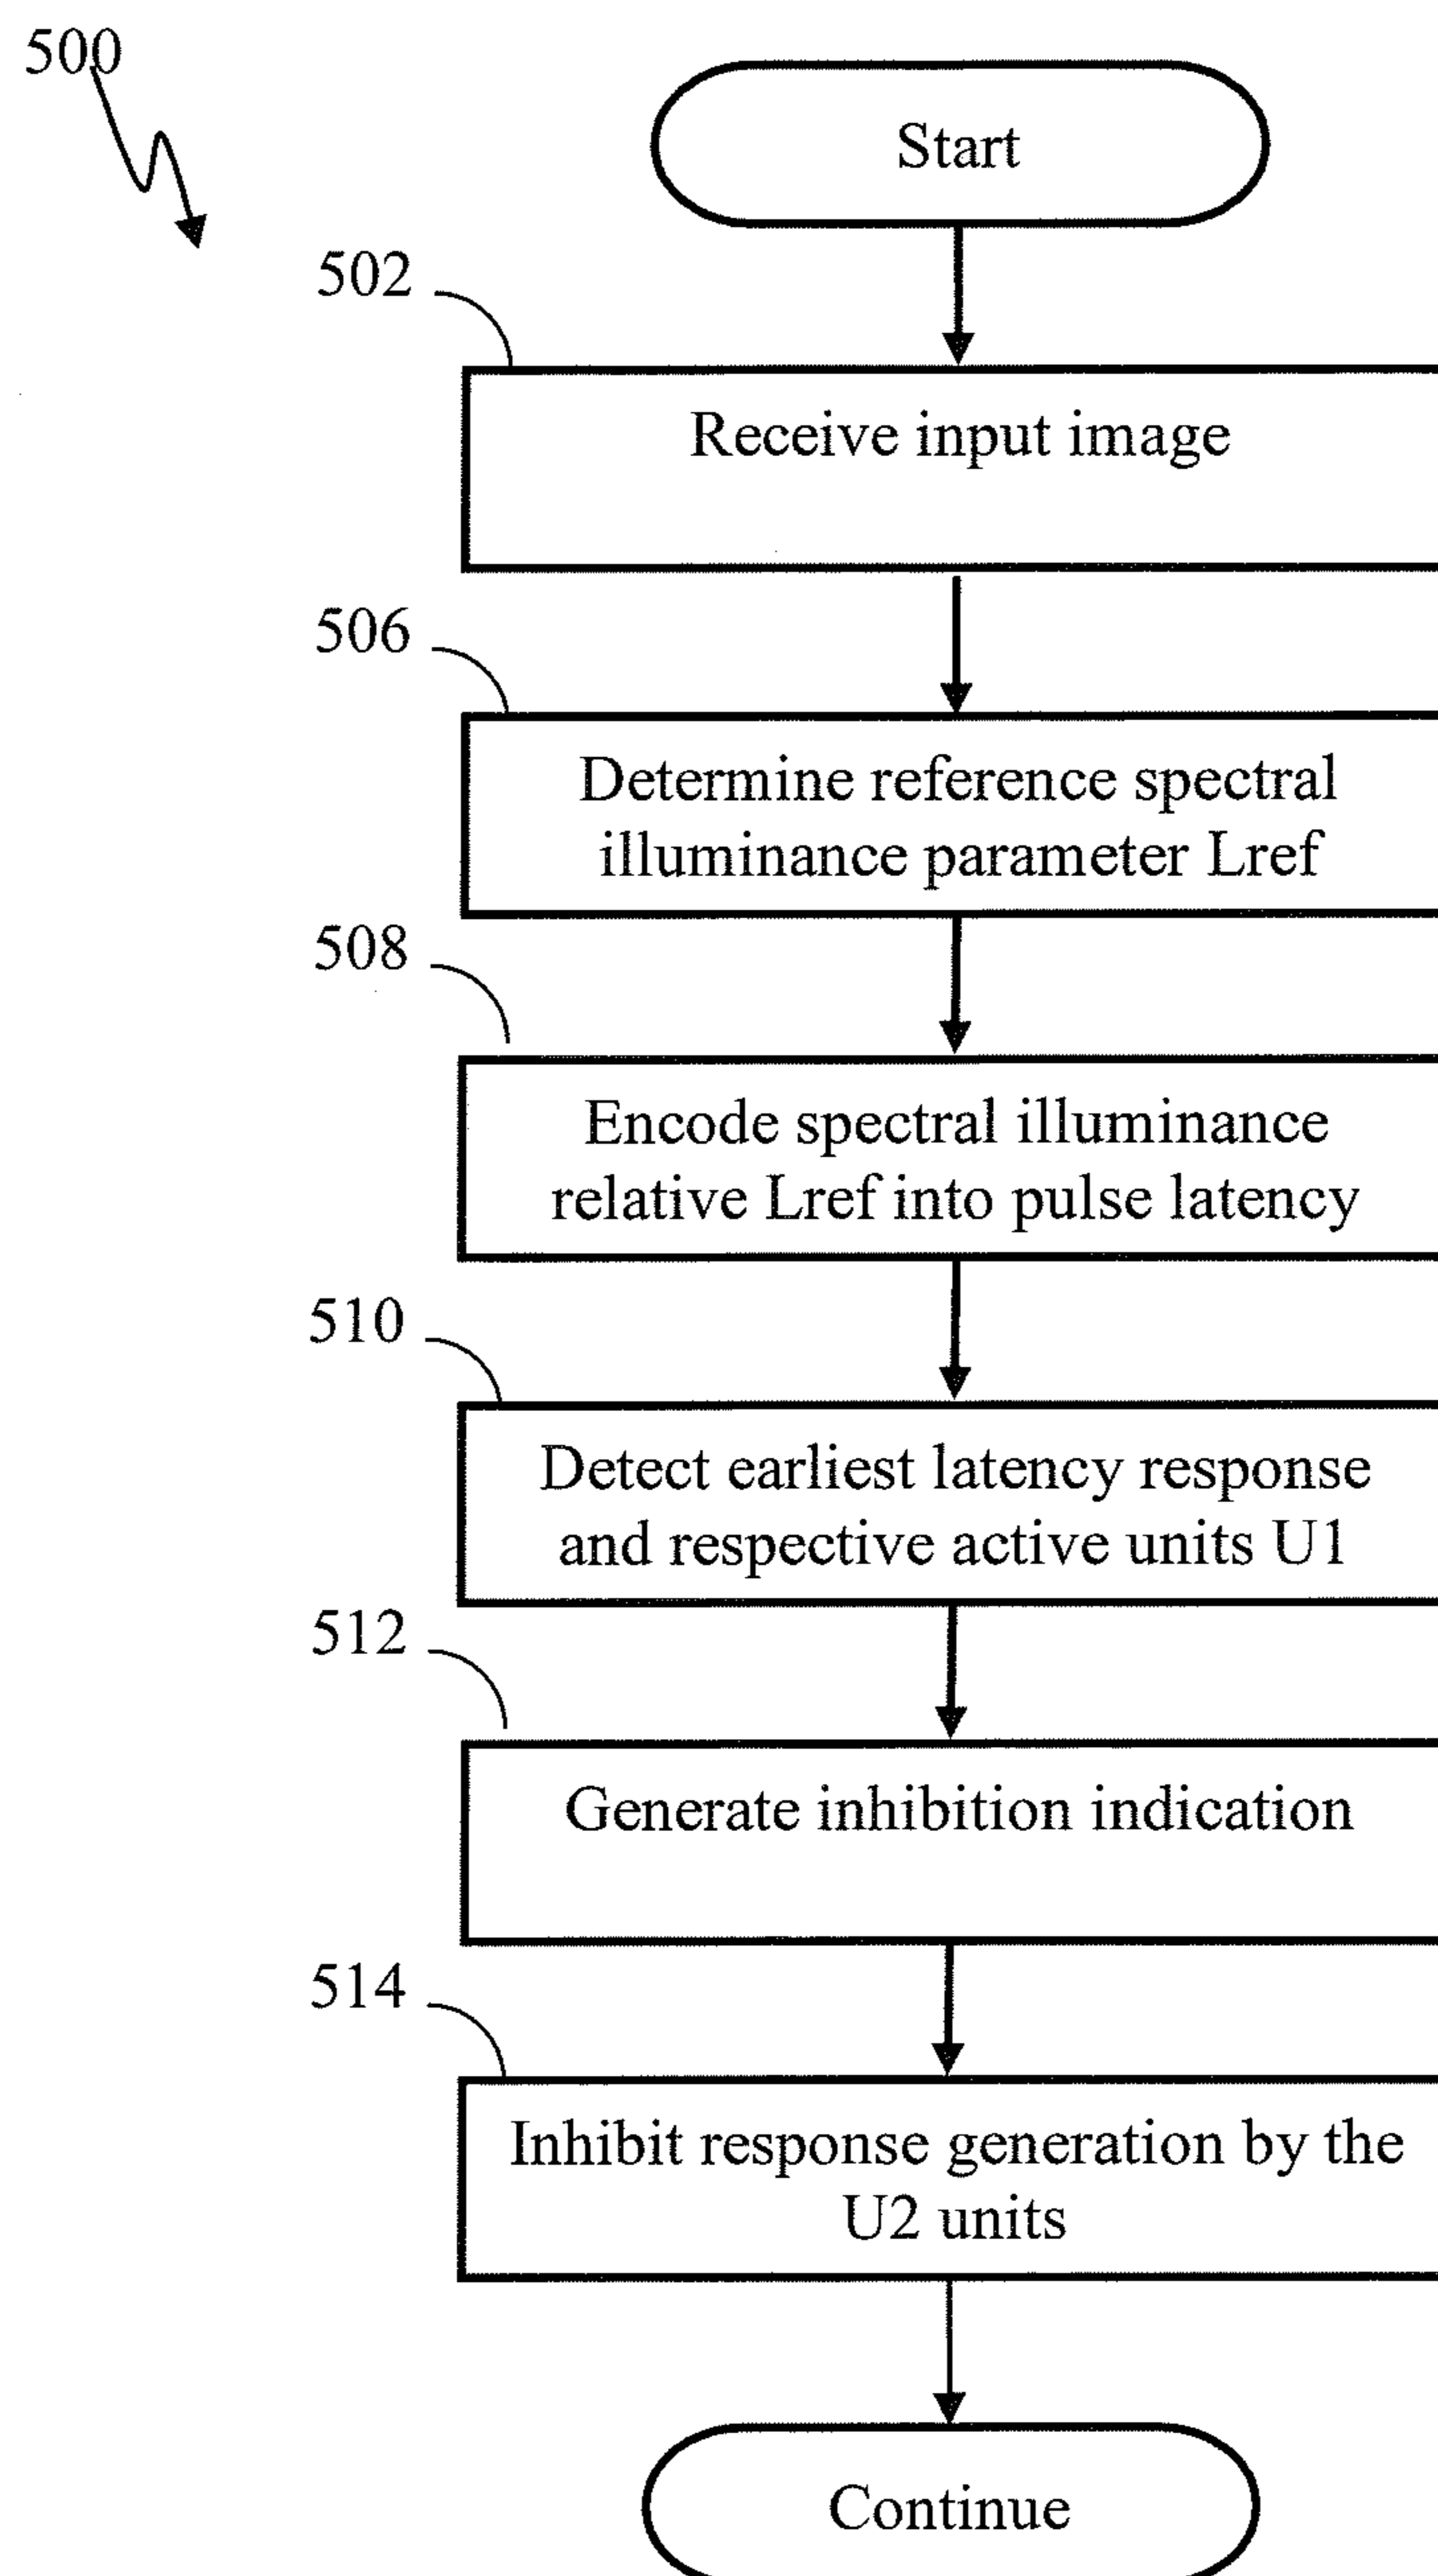 500
Start
502
Receive input image
506
Determine reference spectral
illuminance parameter Lref
508
Encode spectral illuminance
relative Lref into pulse latency
510
Detect earliest latency response
and respective active units U1
512
Generate inhibition indication
514
Inhibit response generation by the
U2 units
Continue